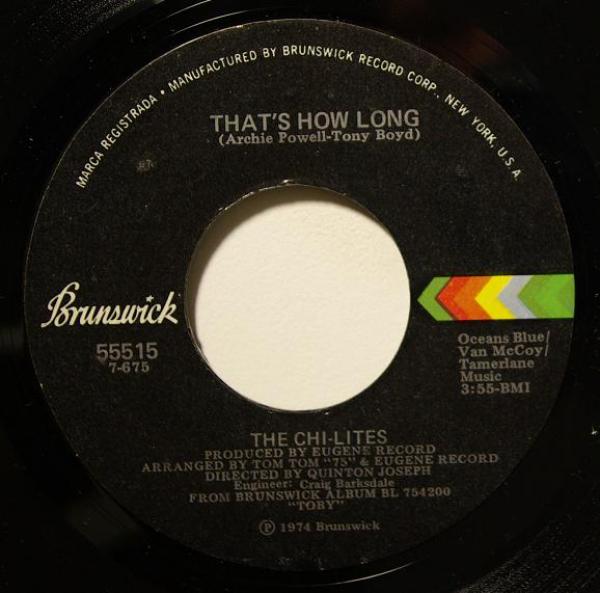 MARCA REGISTRADA • MANUFACTURED BY BRUNSWICK RECORD CORP., NEW YORK, U.S.A.
THAT'S HOW LONG
(Archie Powell-Tony Boyd)
Brunswick
55515
7-675
Oceans Blue/
Van McCoy/
Tamerlane
Music
3:55-BMI
THE CHI-LITES
PRODUCED BY EUGENE RECORD
ARRANGED BY TOM TOM "75" & EUGENE RECORD
DIRECTED BY QUINTON JOSEPH
Engineer: Craig Barksdale
FROM BRUNSWICK ALBUM BL 754200
"TOBY"
Ⓟ 1974 Brunswick